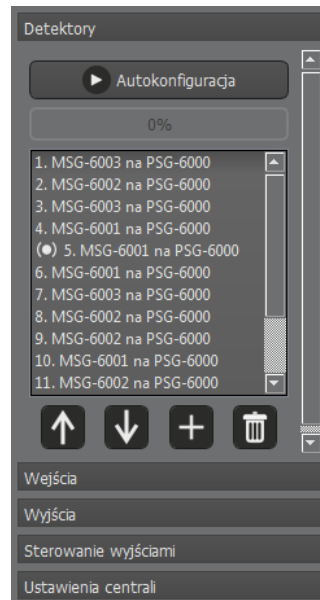 Detektory
Autokonfiguracja
0%
1. MSG-6003 na PSG-6000
2. MSG-6002 na PSG-6000
3. MSG-6003 na PSG-6000
4. MSG-6001 na PSG-6000
5. MSG-6001 na PSG-6000
6. MSG-6001 na PSG-6000
7. MSG-6003 na PSG-6000
8. MSG-6002 na PSG-6000
9. MSG-6002 na PSG-6000
10. MSG-6001 na PSG-6000
11. MSG-6002 na PSG-6000
Wejścia
Wyjścia
Sterowanie wyjściami
Ustawienia centrali